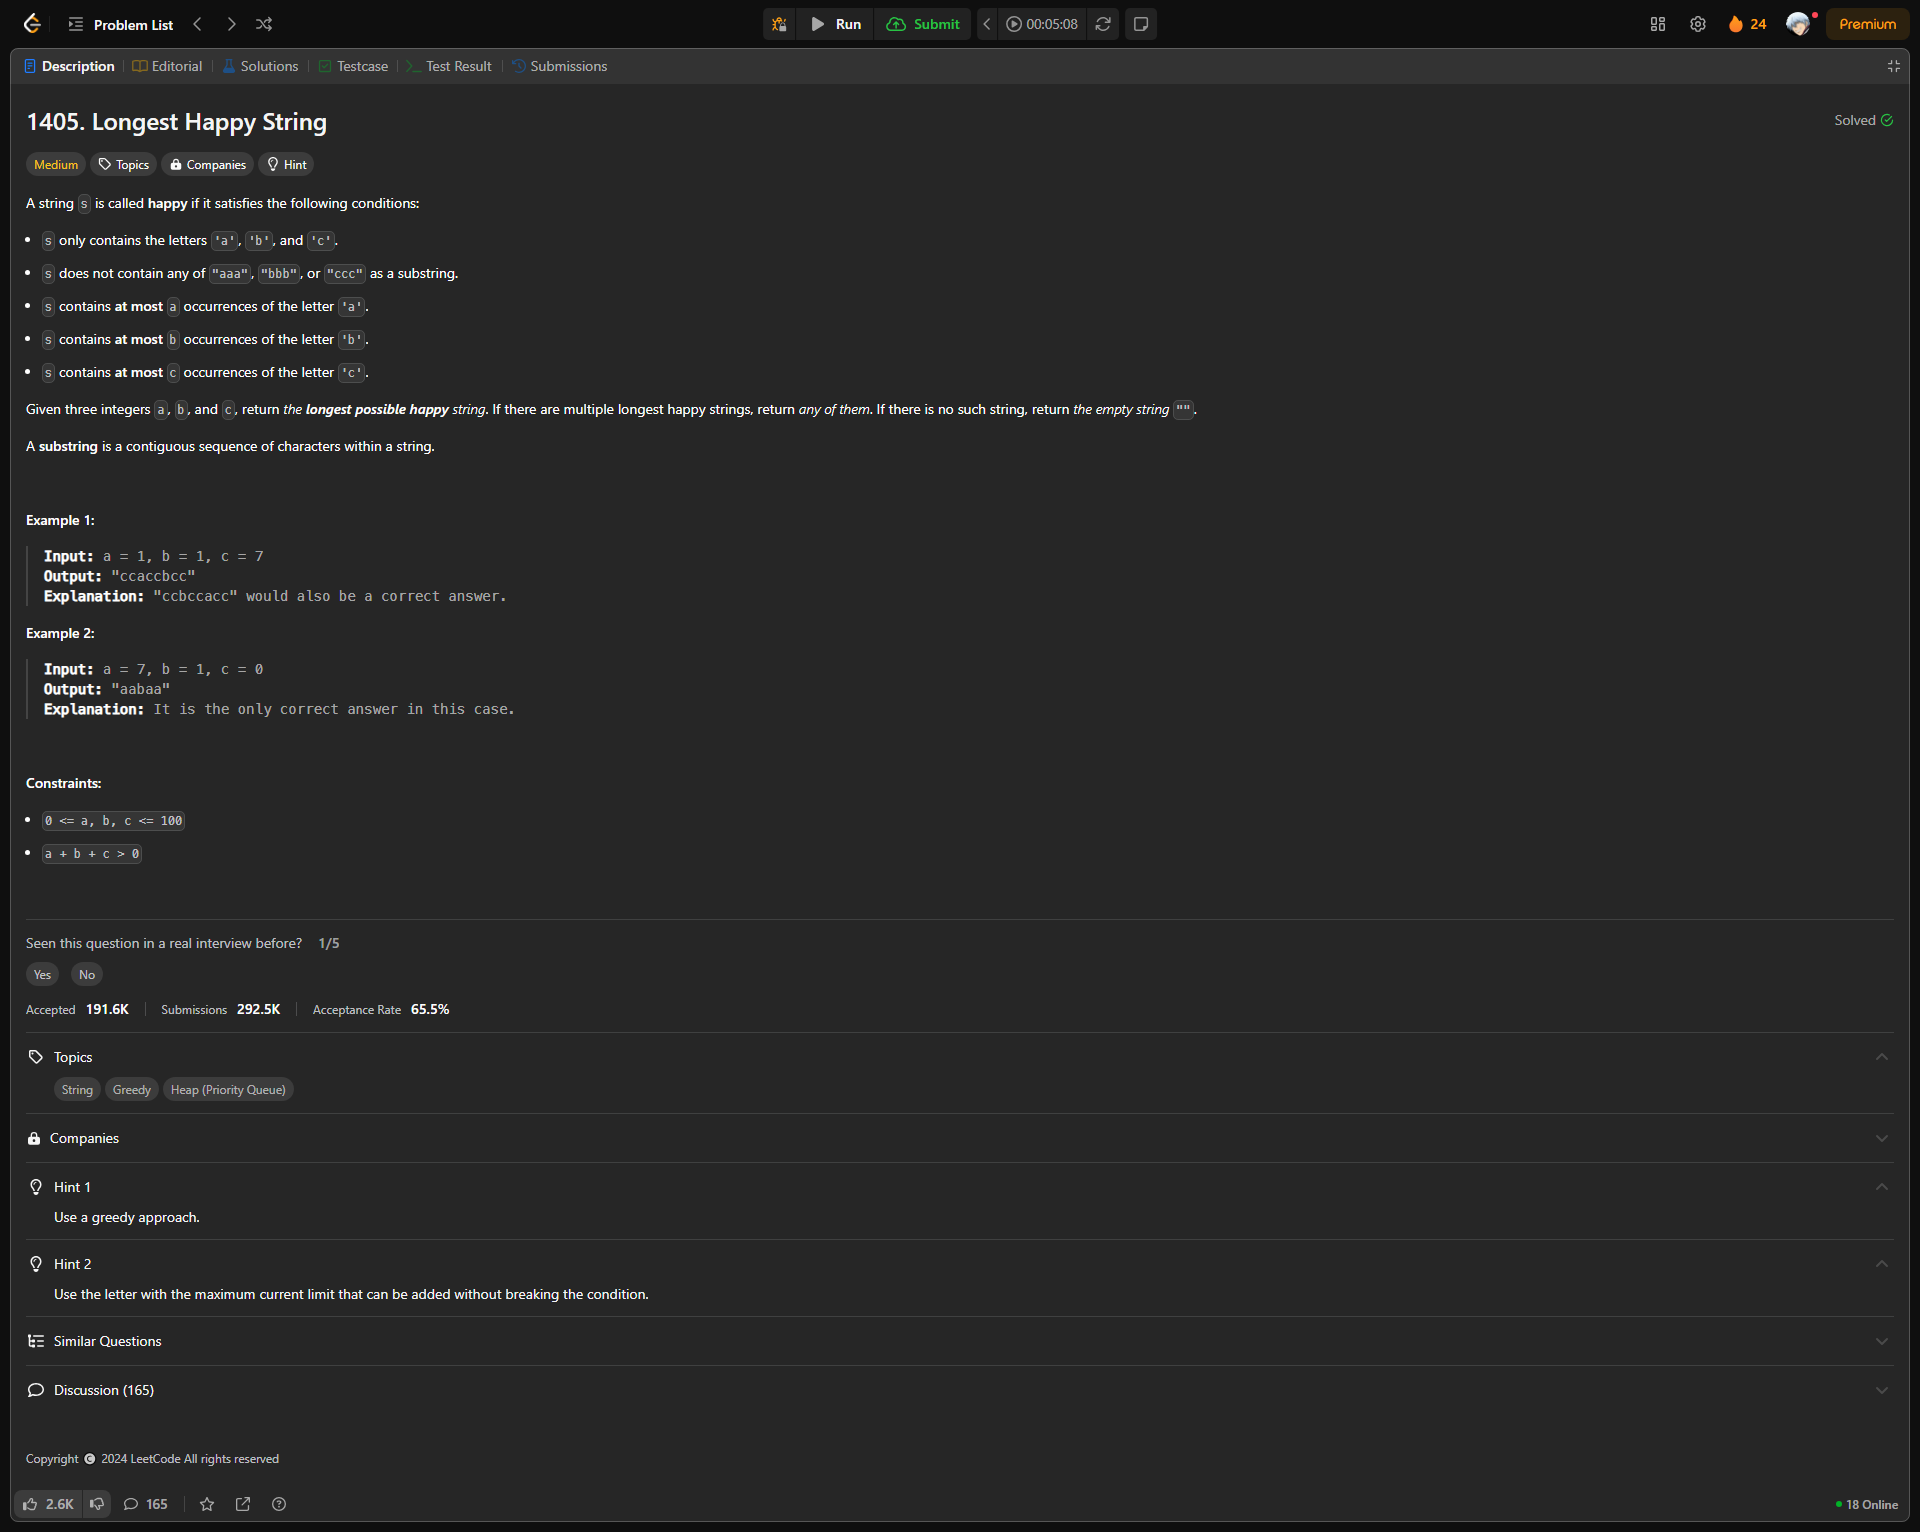 Problem List
Run
Submit
00:05:08
24
Premium
Description
Editorial
Solutions
Testcase
Test Result
Submissions
1405. Longest Happy String
Solved
Medium
Topics
Companies
Hint
A string s is called happy if it satisfies the following conditions:
• s only contains the letters 'a', 'b', and 'c'.
• s does not contain any of "aaa", "bbb", or "ccc" as a substring.
• s contains at most a occurrences of the letter 'a'.
• s contains at most b occurrences of the letter 'b'.
• s contains at most c occurrences of the letter 'c'.
Given three integers a, b, and c, return the longest possible happy string. If there are multiple longest happy strings, return any of them. If there is no such string, return the empty string "".
A substring is a contiguous sequence of characters within a string.
Example 1:
Input: a = 1, b = 1, c = 7
Output: "ccaccbcc"
Explanation: "ccbccacc" would also be a correct answer.
Example 2:
Input: a = 7, b = 1, c = 0
Output: "aabaa"
Explanation: It is the only correct answer in this case.
Constraints:
• 0 <= a, b, c <= 100
• a + b + c > 0
Seen this question in a real interview before? 1/5
Yes
No
Accepted 191.6K
Submissions 292.5K
Acceptance Rate 65.5%
Topics
String
Greedy
Heap (Priority Queue)
Companies
Hint 1
Use a greedy approach.
Hint 2
Use the letter with the maximum current limit that can be added without breaking the condition.
Similar Questions
Discussion (165)
Copyright © 2024 LeetCode All rights reserved
2.6K
165
18 Online